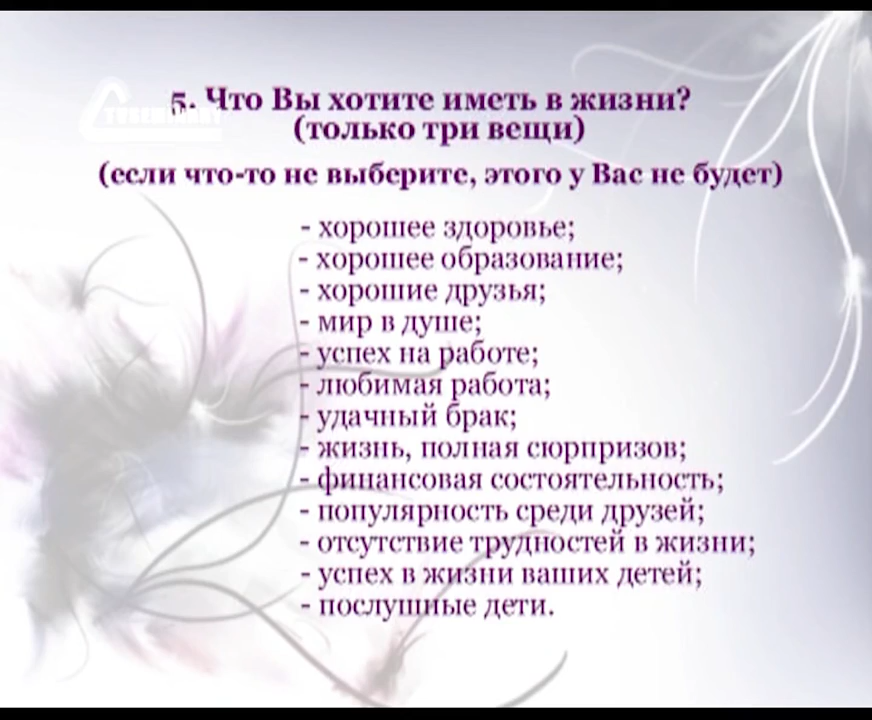 5. Что Вы хотите иметь в жизни?
(только три вещи)
(если что-то не выберите, этого у Вас не будет)
- хорошее здоровье;
- хорошее образование;
- хорошие друзья;
- мир в душе;
- успех на работе;
- любимая работа;
- удачный брак;
- жизнь, полная сюрпризов;
- финансовая состоятельность;
- популярность среди друзей;
- отсутствие трудностей в жизни;
- успех в жизни ваших детей;
- послушные дети.